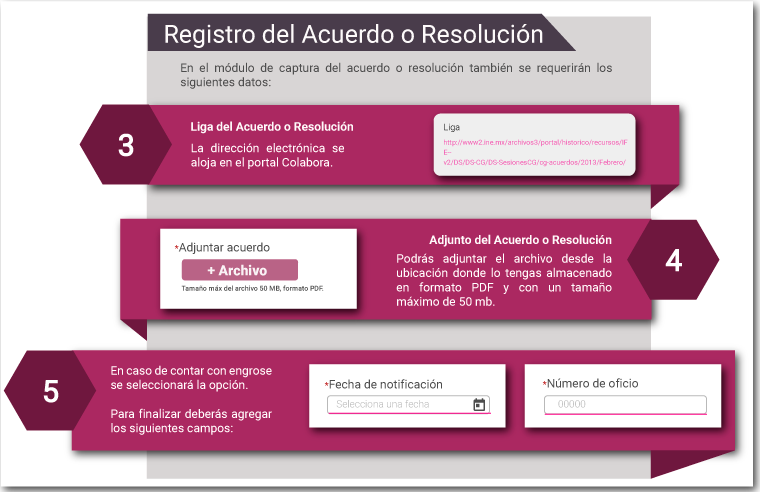 Registro del Acuerdo o Resolución
En el módulo de captura del acuerdo o resolución también se requerirán los
siguientes datos:
3
Liga del Acuerdo o Resolución
La dirección electrónica se
aloja en el portal Colabora.
Liga
http://www2.ine.mx/archivos3/portal/historico/recursos/IF
E–
v2/DS/DS-CG/DS-SesionesCG/cg-acuerdos/2013/Febrero/
*Adjuntar acuerdo
+ Archivo
Tamaño máx del archivo 50 MB, formato PDF.
Adjunto del Acuerdo o Resolución
Podrás adjuntar el archivo desde la
ubicación donde lo tengas almacenado
en formato PDF y con un tamaño
máximo de 50 mb.
4
5
En caso de contar con engrose
se seleccionará la opción.
Para finalizar deberás agregar
los siguientes campos:
*Fecha de notificación
Selecciona una fecha
*Número de oficio
00000